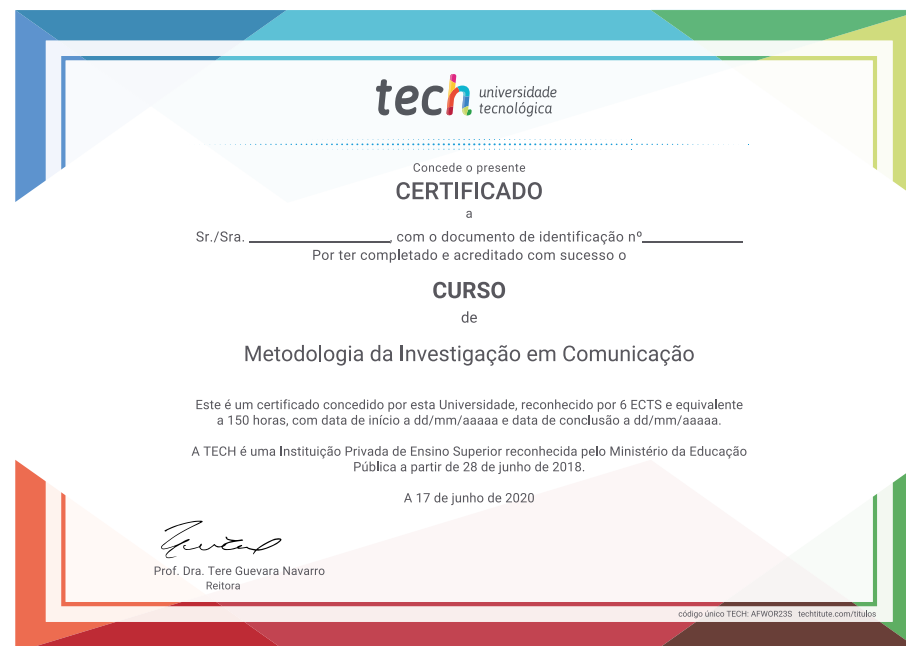 tech universidade
tecnológica
Concede o presente
CERTIFICADO
a
Sr./Sra. ____________________, com o documento de identificação nº______________
Por ter completado e acreditado com sucesso o
CURSO
de
Metodologia da Investigação em Comunicação
Este é um certificado concedido por esta Universidade, reconhecido por 6 ECTS e equivalente
a 150 horas, com data de início a dd/mm/aaaaa e data de conclusão a dd/mm/aaaaa.
A TECH é uma Instituição Privada de Ensino Superior reconhecida pelo Ministério da Educação
Pública a partir de 28 de junho de 2018.
A 17 de junho de 2020
Prof. Dra. Tere Guevara Navarro
Reitora
código único TECH: AFWOR23S techtitute.com/titulos